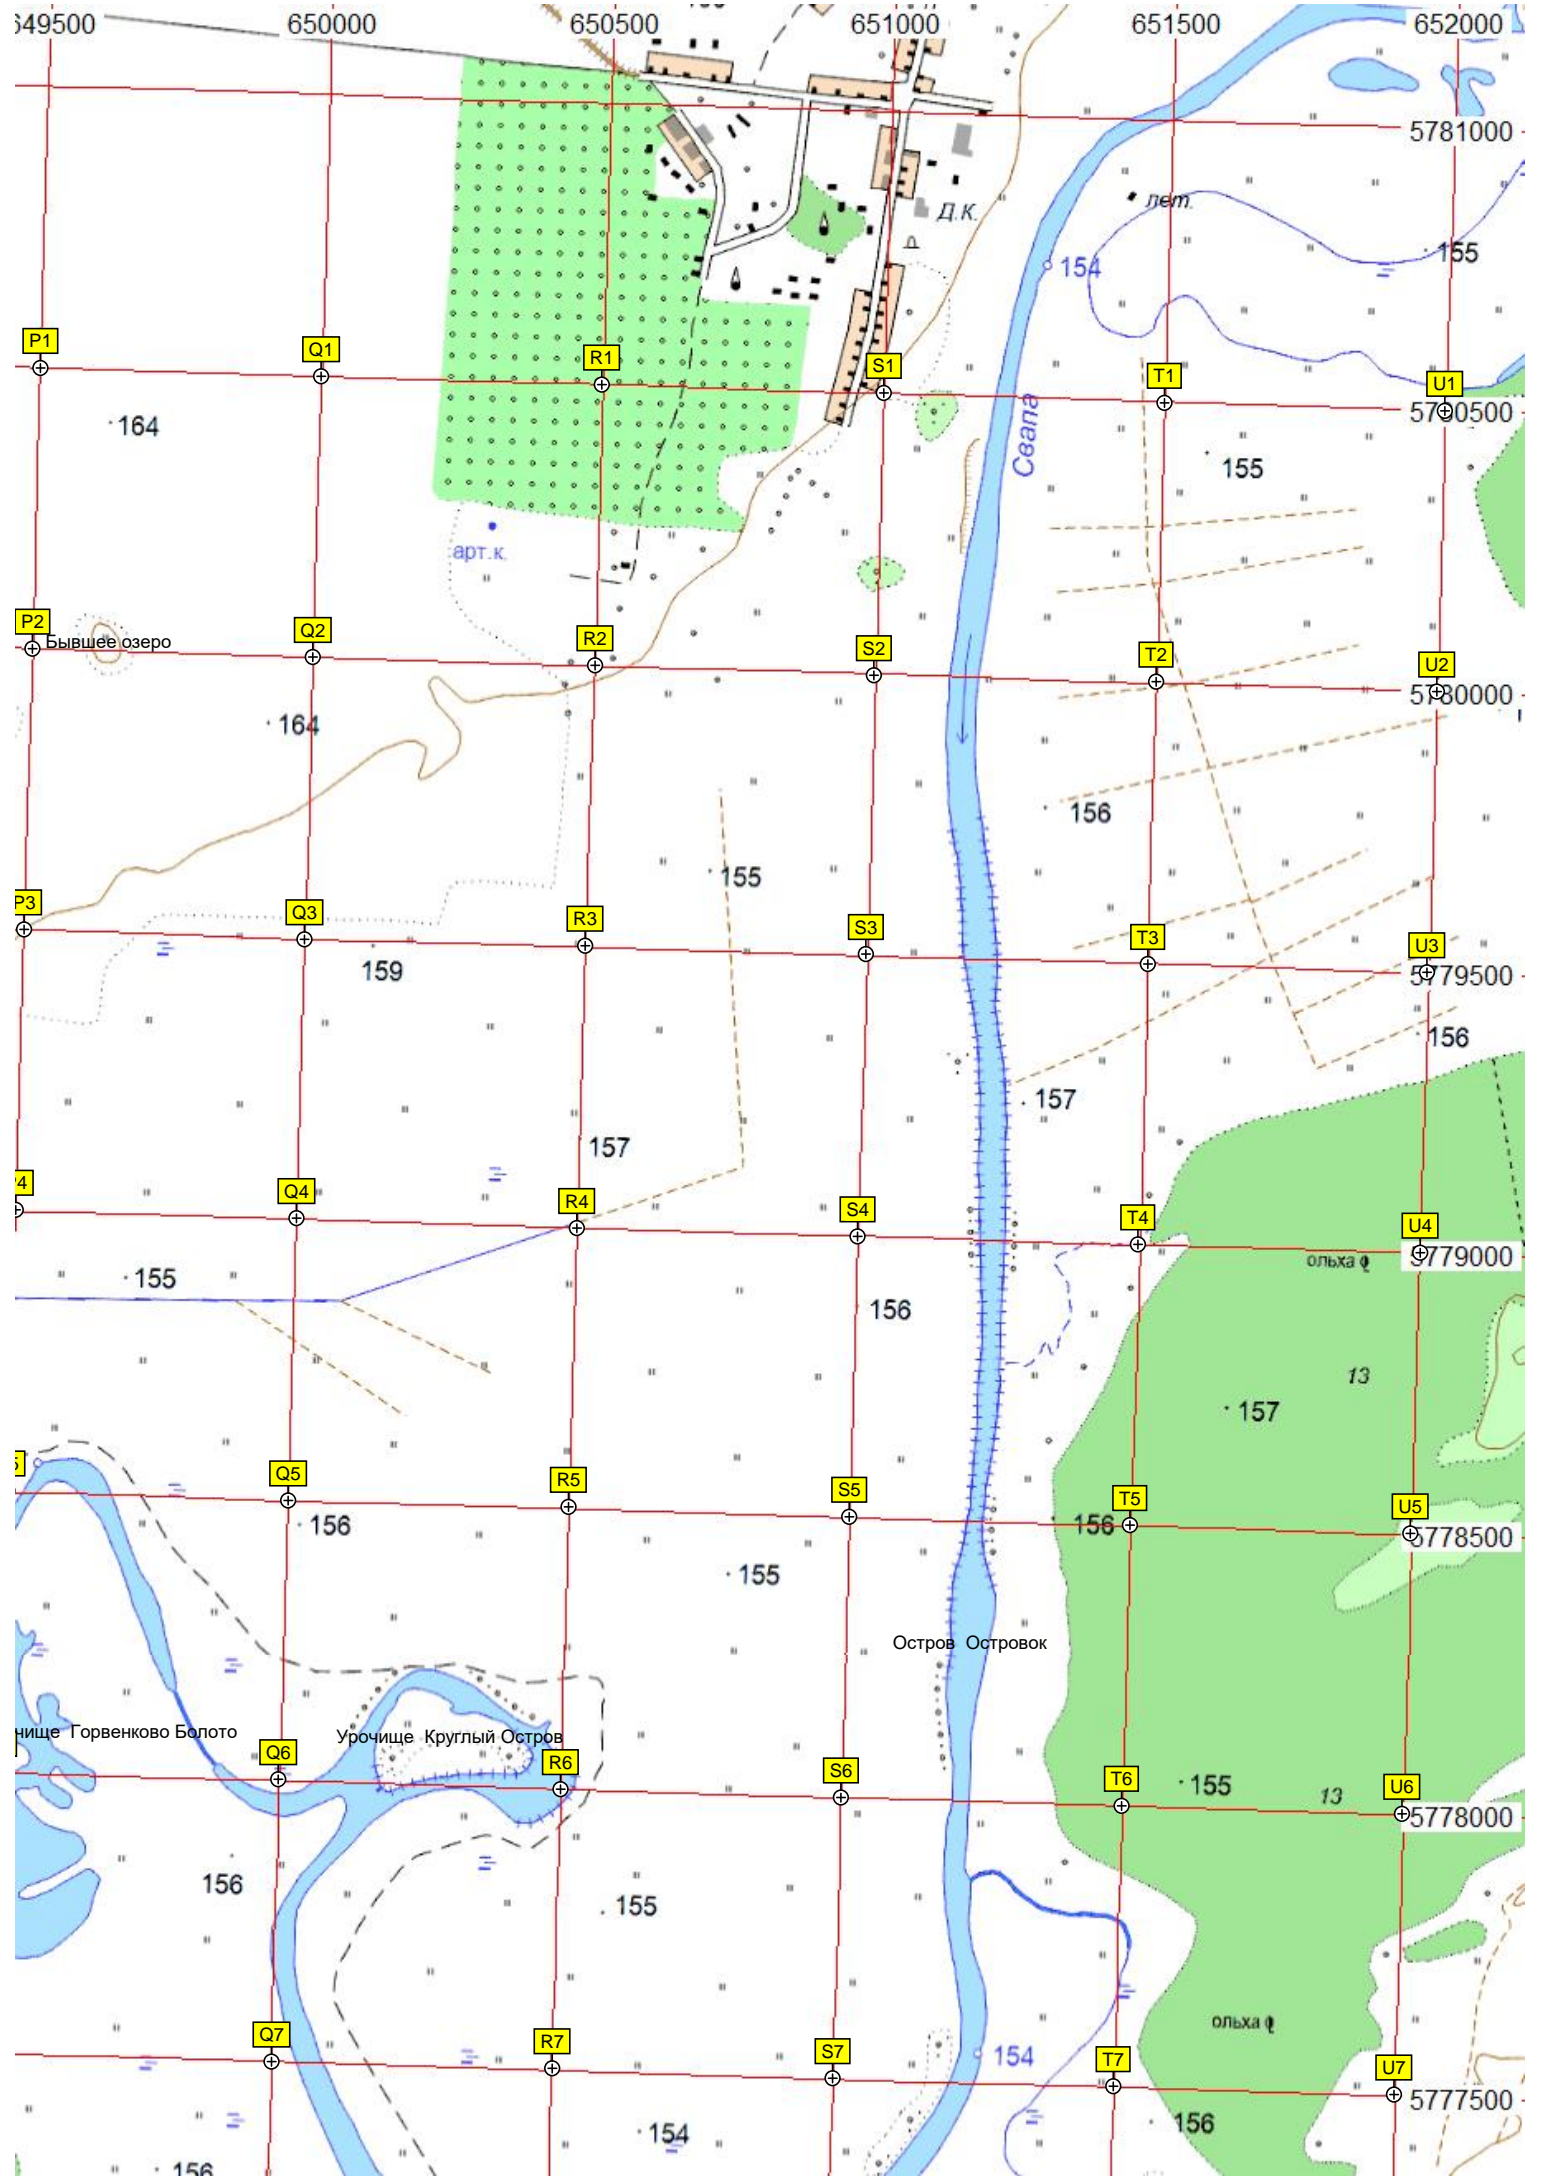 649500 650000 650500 651000 651500 652000
5781000
лет.
Д.К.
155
154
P1 Q1 R1 S1 T1 U1
5780500
164
Свапа
155
арт.к.
P2 Q2 R2 S2 T2 U2
Бывшее озеро
5780000
164
156
155
P3 Q3 R3 S3 T3 U3
159
5779500
156
157
157
Q4 R4 S4 T4 U4
ольха
5779000
155
156
13
157
Q5 R5 S5 T5 U5
156
156
5778500
155
Остров Островок
Горвенково Болото
Урочище Круглый Остров
Q6 R6 S6 T6 U6
155
13
5778000
156
155
ольха
Q7 R7 S7 T7 U7
154
5777500
156
154
156